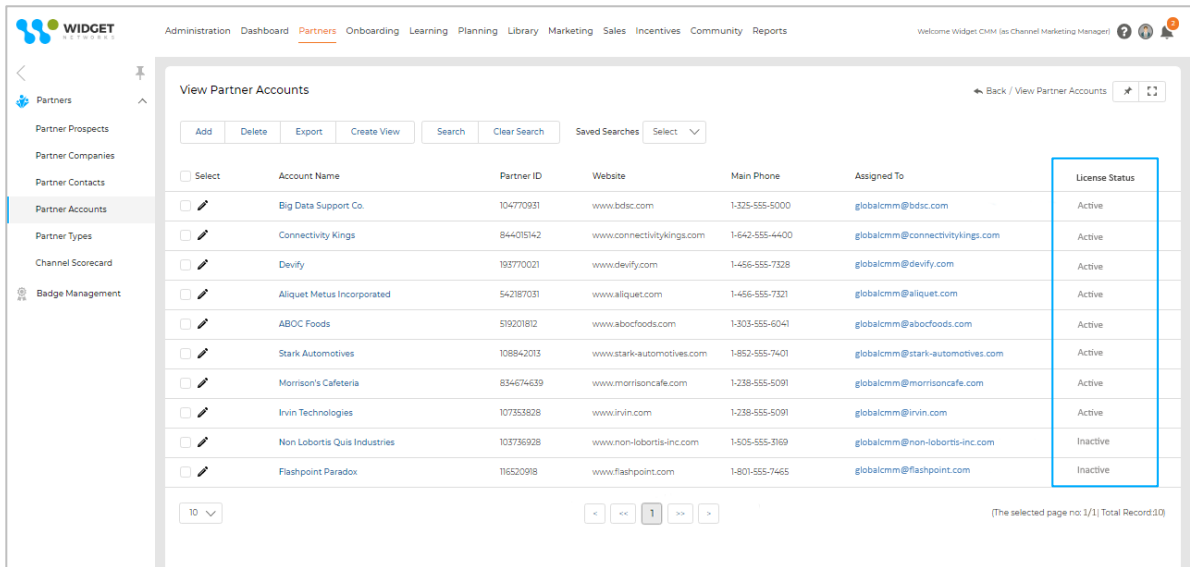 WIDGET
NETWORKS
Administration Dashboard Partners Onboarding Learning Planning Library Marketing Sales Incentives Community Reports
Welcome Widget CMM (as Channel Marketing Manager) ? 2
Partners
Partner Prospects
Partner Companies
Partner Contacts
Partner Accounts
Partner Types
Channel Scorecard
Badge Management
View Partner Accounts
Back / View Partner Accounts
Add Delete Export Create View Search Clear Search Saved Searches Select
Select Account Name Partner ID Website Main Phone Assigned To License Status
Big Data Support Co. 104770931 www.bdsc.com 1-325-555-5000 globalcmm@bdsc.com Active
Connectivity Kings 844015142 www.connectivitykings.com 1-642-555-4400 globalcmm@connectivitykings.com Active
Devify 193770021 www.devify.com 1-456-555-7328 globalcmm@devify.com Active
Aliquet Metus Incorporated 542187031 www.aliquet.com 1-456-555-7321 globalcmm@aliquet.com Active
ABOC Foods 519201812 www.abocfoods.com 1-303-555-6041 globalcmm@abocfoods.com Active
Stark Automotives 108842013 www.stark-automotives.com 1-852-555-7401 globalcmm@stark-automotives.com Active
Morrison's Cafeteria 834674639 www.morrisoncafe.com 1-238-555-5091 globalcmm@morrisoncafe.com Active
Irvin Technologies 107353828 www.irvin.com 1-238-555-5091 globalcmm@irvin.com Active
Non Lobortis Quis Industries 103736928 www.non-lobortis-inc.com 1-505-555-3169 globalcmm@non-lobortis-inc.com Inactive
Flashpoint Paradox 116520918 www.flashpoint.com 1-801-555-7465 globalcmm@flashpoint.com Inactive
10 < << 1 >> > (The selected page no: 1/1| Total Record:10)